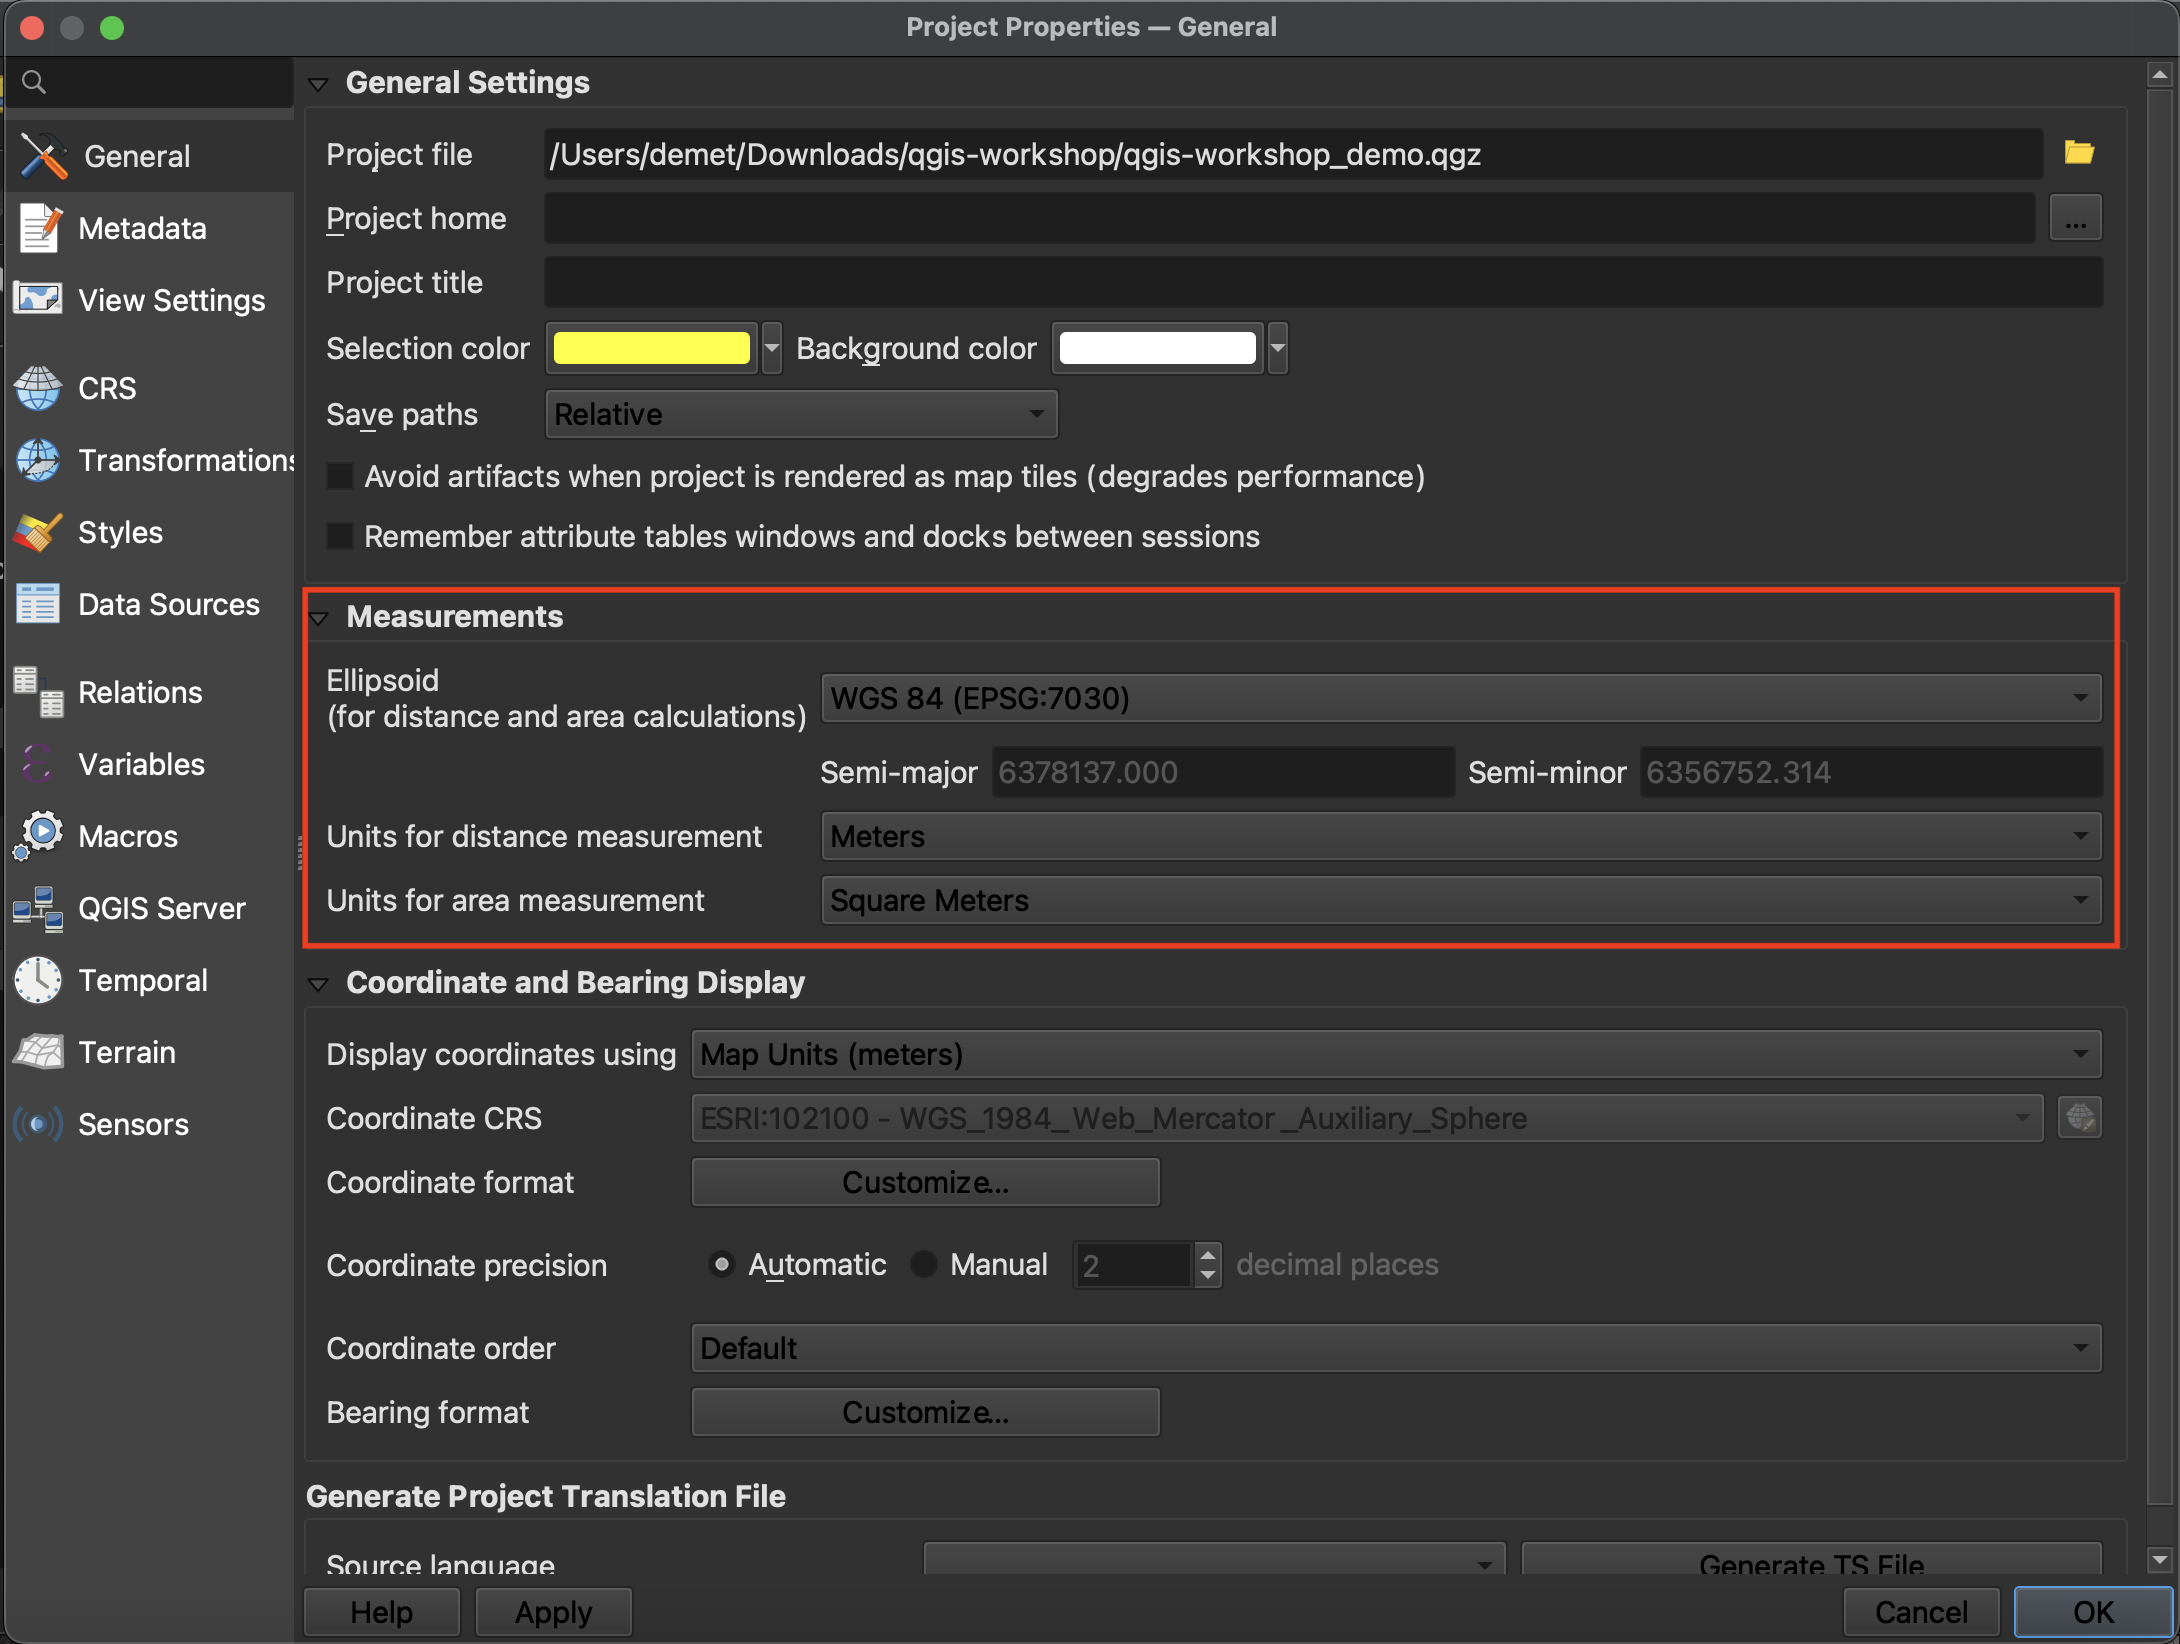 Project Properties — General
General
Metadata
View Settings
CRS
Transformations
Styles
Data Sources
Relations
Variables
Macros
QGIS Server
Temporal
Terrain
Sensors
General Settings
Project file /Users/demet/Downloads/qgis-workshop/qgis-workshop_demo.qgz
Project home ...
Project title
Selection color Background color
Save paths Relative
Avoid artifacts when project is rendered as map tiles (degrades performance)
Remember attribute tables windows and docks between sessions
Measurements
Ellipsoid
(for distance and area calculations) WGS 84 (EPSG:7030)
Semi-major 6378137.000 Semi-minor 6356752.314
Units for distance measurement Meters
Units for area measurement Square Meters
Coordinate and Bearing Display
Display coordinates using Map Units (meters)
Coordinate CRS ESRI:102100 - WGS_1984_Web_Mercator_Auxiliary_Sphere
Coordinate format Customize...
Coordinate precision Automatic Manual 2 decimal places
Coordinate order Default
Bearing format Customize...
Generate Project Translation File
Source language Generate TS File
Help Apply Cancel OK